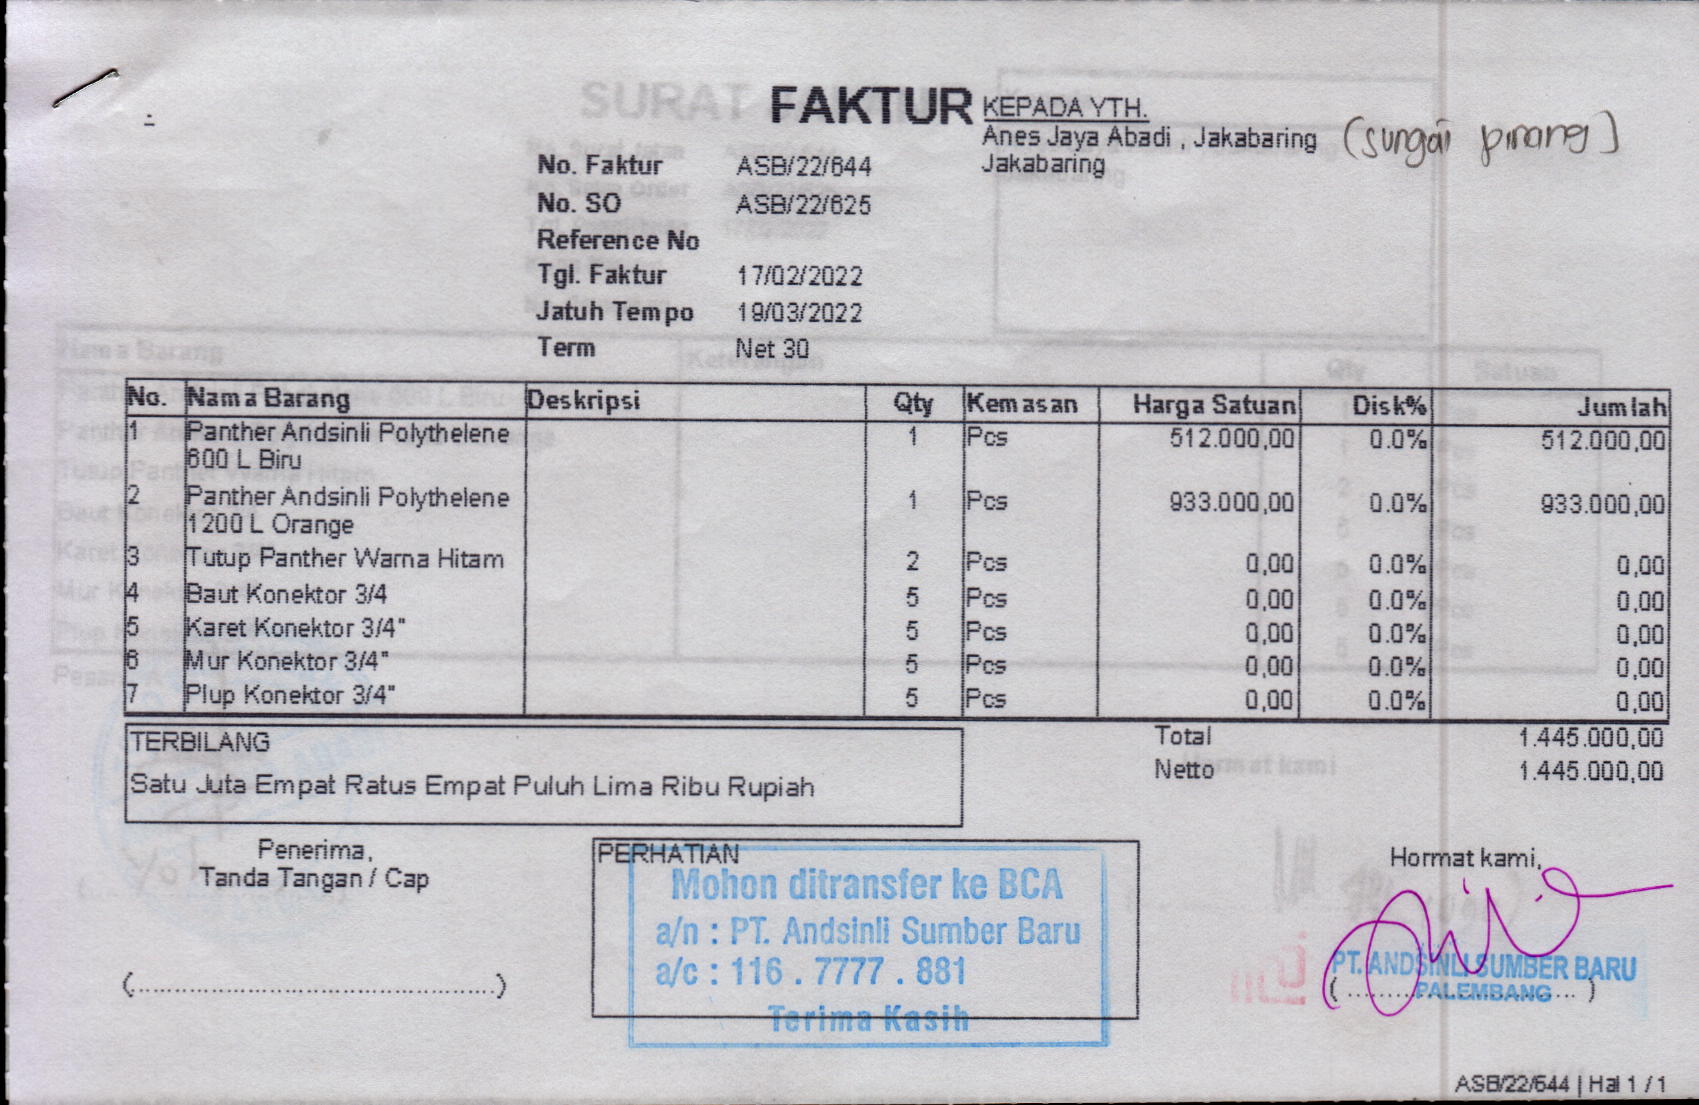 FAKTUR
KEPADA YTH.
Anes Jaya Abadi , Jakabaring (sungai pinang)
Jakabaring
No. Faktur ASB/22/644
No. SO ASB/22/625
Reference No
Tgl. Faktur 17/02/2022
Jatuh Tempo 19/03/2022
Term Net 30
No. Nama Barang Deskripsi Qty Kemasan Harga Satuan Disk% Jumlah
1 Panther Andsinli Polythelene 1 Pcs 512.000,00 0.0% 512.000,00
600 L Biru
2 Panther Andsinli Polythelene 1 Pcs 933.000,00 0.0% 933.000,00
1200 L Orange
3 Tutup Panther Warna Hitam 2 Pcs 0,00 0.0% 0,00
4 Baut Konektor 3/4 5 Pcs 0,00 0.0% 0,00
5 Karet Konektor 3/4" 5 Pcs 0,00 0.0% 0,00
6 Mur Konektor 3/4" 5 Pcs 0,00 0.0% 0,00
7 Plup Konektor 3/4" 5 Pcs 0,00 0.0% 0,00
TERBILANG
Satu Juta Empat Ratus Empat Puluh Lima Ribu Rupiah
Total 1.445.000,00
Netto 1.445.000,00
Penerima,
Tanda Tangan / Cap
(..............................................)
PERHATIAN
Mohon ditransfer ke BCA
a/n : PT. Andsinli Sumber Baru
a/c : 116 . 7777 . 881
Terima Kasih
Hormat kami,
PT. ANDSINLI SUMBER BARU
PALEMBANG
ASB/22/644 | Hal 1 / 1